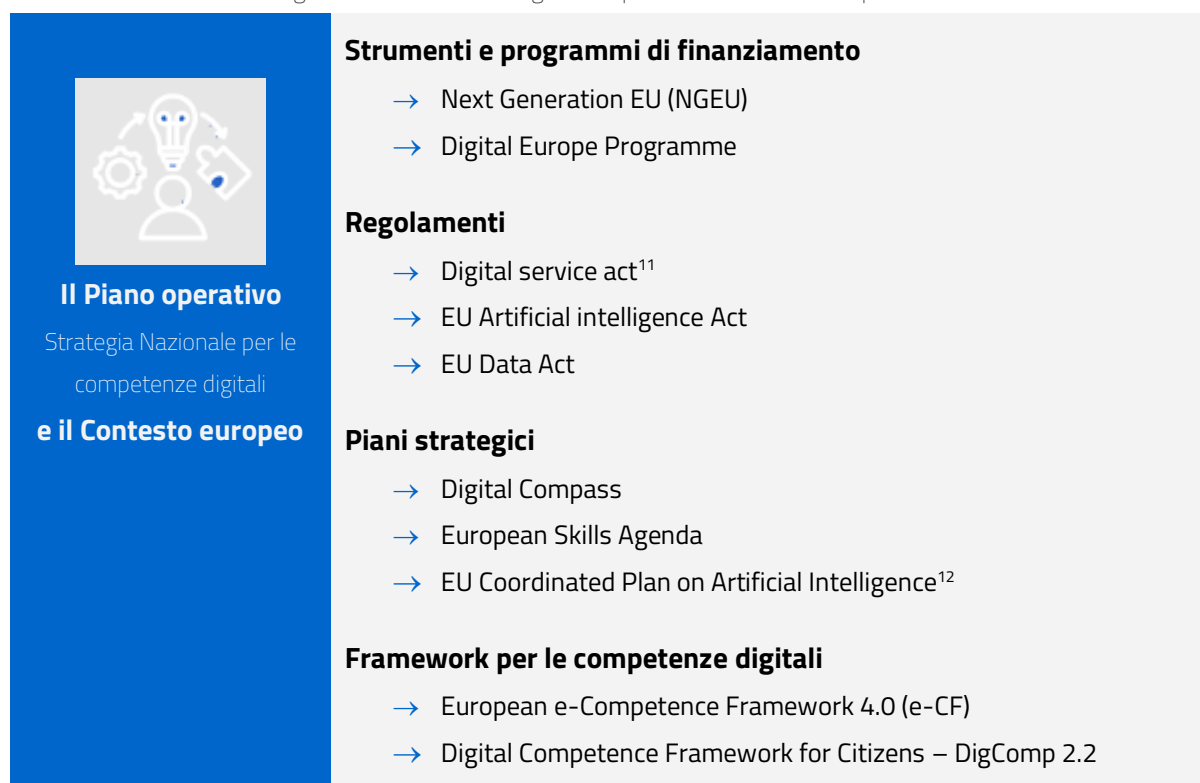 Il Piano operativo
Strategia Nazionale per le
competenze digitali
e il Contesto europeo
Strumenti e programmi di finanziamento
→ Next Generation EU (NGEU)
→ Digital Europe Programme
Regolamenti
→ Digital service act¹¹
→ EU Artificial intelligence Act
→ EU Data Act
Piani strategici
→ Digital Compass
→ European Skills Agenda
→ EU Coordinated Plan on Artificial Intelligence¹²
Framework per le competenze digitali
→ European e-Competence Framework 4.0 (e-CF)
→ Digital Competence Framework for Citizens – DigComp 2.2